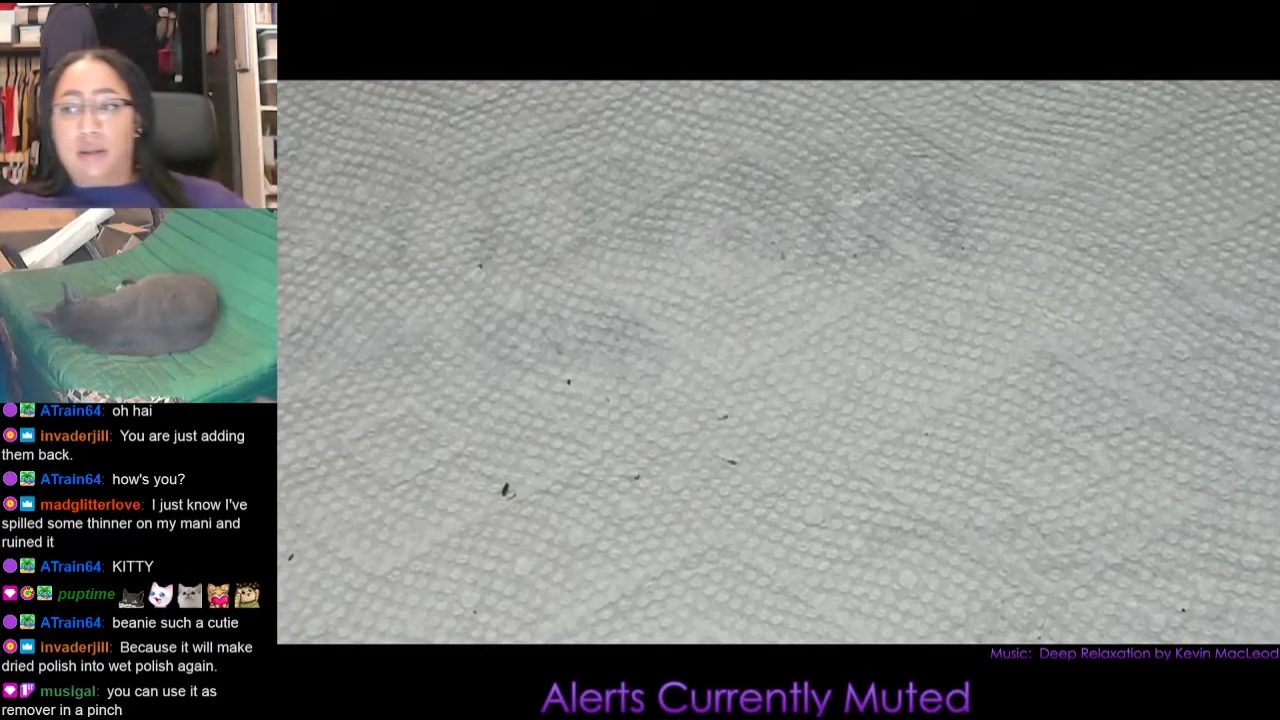 ATrain64: oh hai
invaderjill: You are just adding
them back.
ATrain64: how's you?
madglitterlove: I just know I've
spilled some thinner on my mani and
ruined it
ATrain64: KITTY
puptime
ATrain64: beanie such a cutie
invaderjill: Because it will make
dried polish into wet polish again.
musigal: you can use it as
remover in a pinch
Music: Deep Relaxation by Kevin MacLeod
Alerts Currently Muted